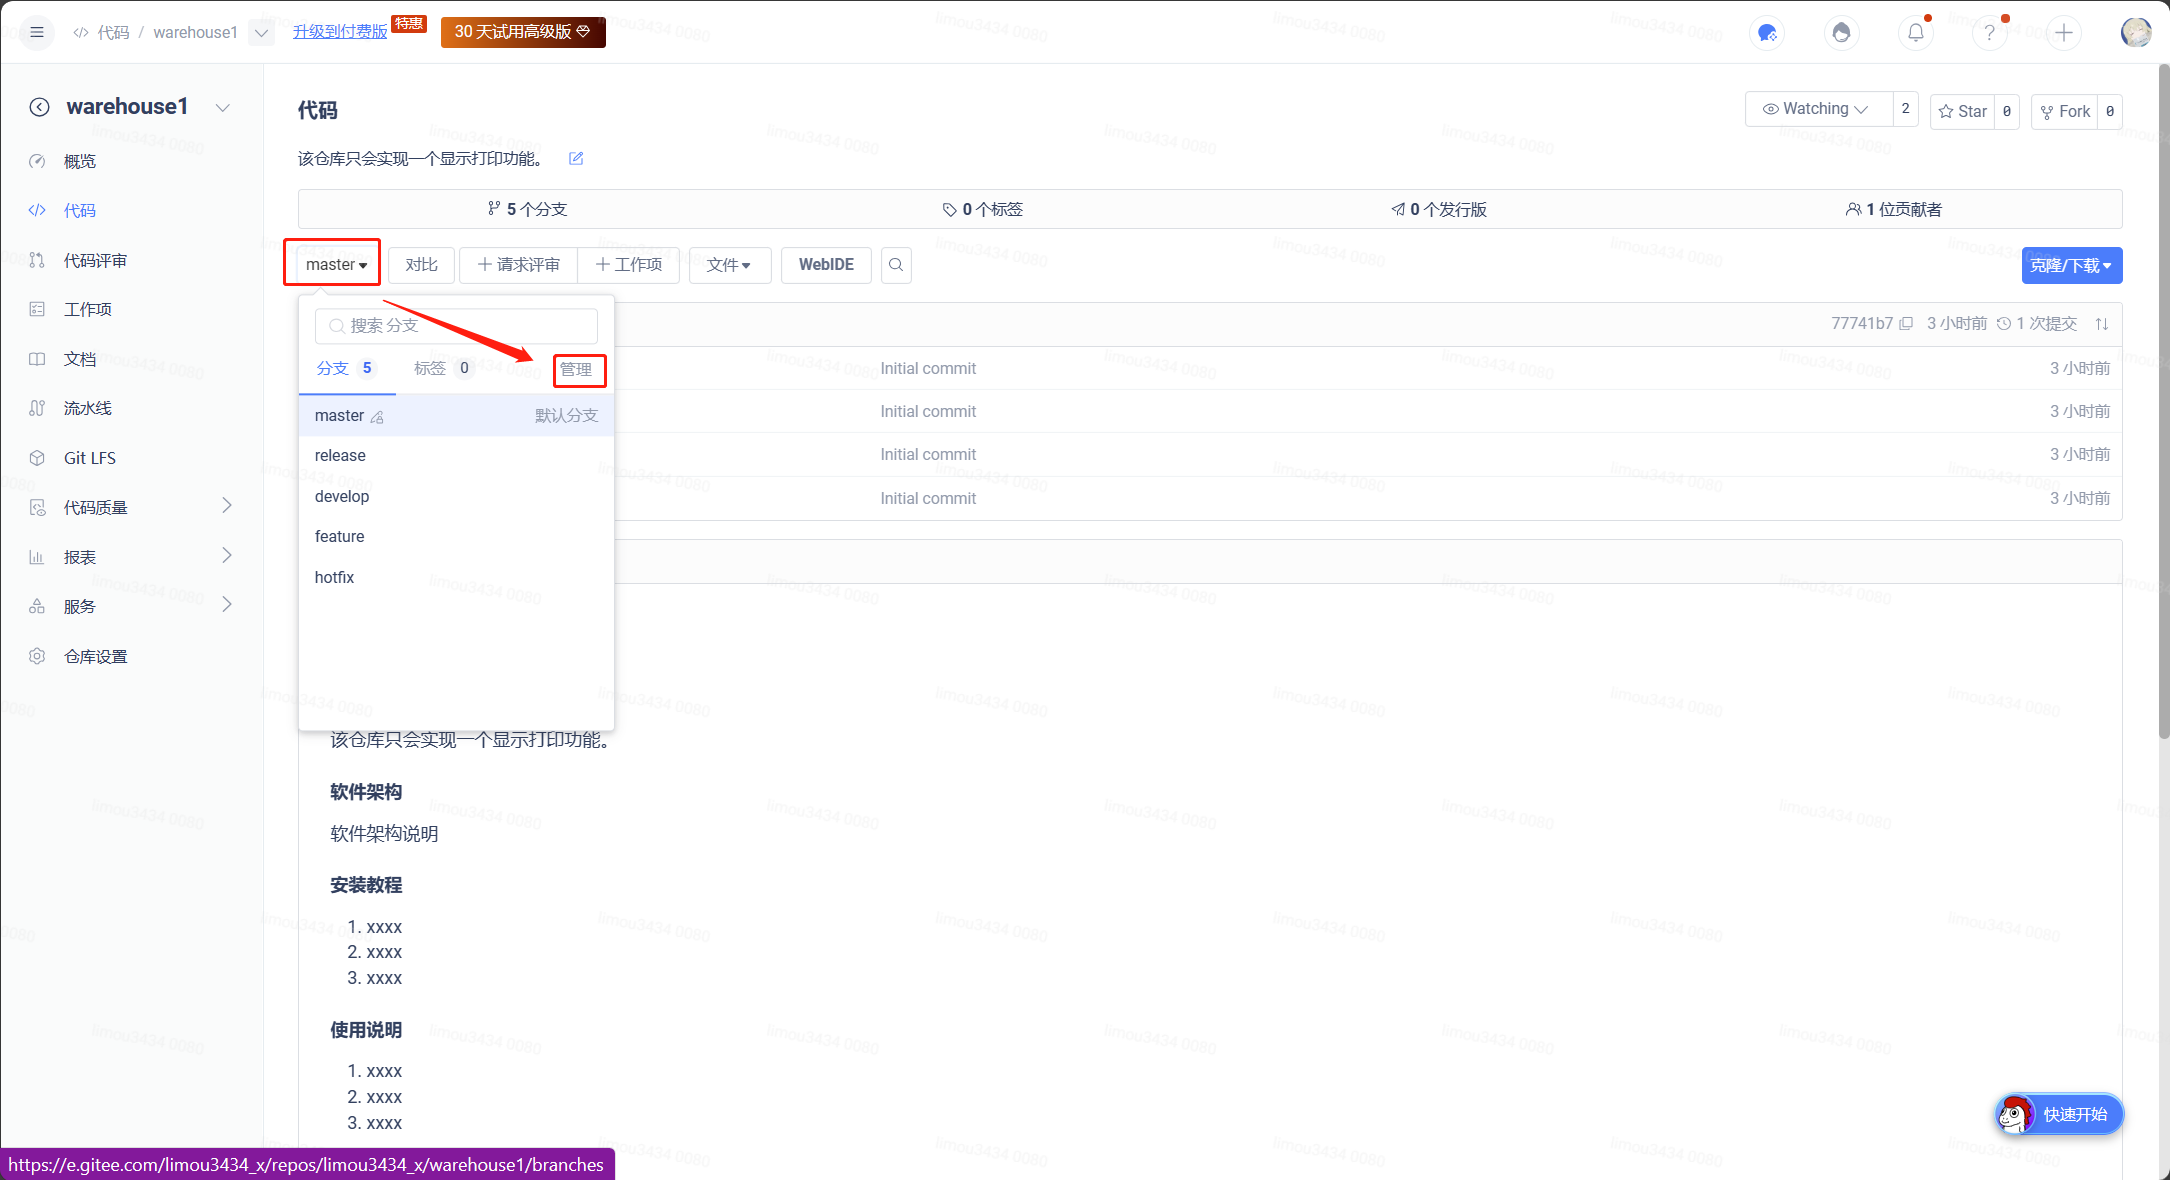 代码 / warehouse1
升级到付费版
特惠
30 天试用高级版
warehouse1
概览
代码
代码评审
工作项
文档
流水线
Git LFS
代码质量
报表
服务
仓库设置
代码
Watching 2
Star 0
Fork 0
该仓库只会实现一个显示打印功能。
5 个分支
0 个标签
0 个发行版
1 位贡献者
master
对比
请求评审
工作项
文件
WebIDE
克隆/下载
搜索 分支
77741b7 3 小时前 1 次提交
分支 5 标签 0 管理
Initial commit 3 小时前
master 默认分支
Initial commit 3 小时前
release
Initial commit 3 小时前
develop
Initial commit 3 小时前
feature
hotfix
该仓库只会实现一个显示打印功能。
软件架构
软件架构说明
安装教程
1. xxxx
2. xxxx
3. xxxx
使用说明
1. xxxx
2. xxxx
3. xxxx
快速开始
https://e.gitee.com/limou3434_x/repos/limou3434_x/warehouse1/branches
limou3434 0080